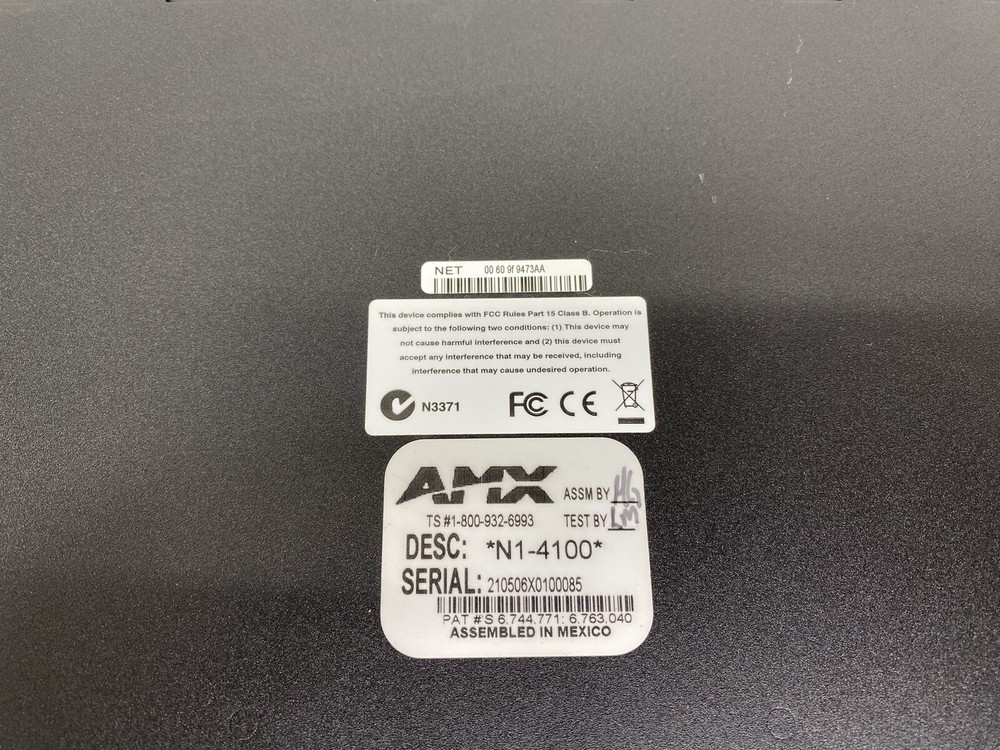 NET 00 60 9f 9473AA
This device complies with FCC Rules Part 15 Class B. Operation is
subject to the following two conditions: (1) This device may
not cause harmful interference and (2) this device must
accept any interference that may be received, including
interference that may cause undesired operation.
N3371 FC CE
AMX ASSM BY HG
TS #1-800-932-6993 TEST BY LM
DESC: *N1-4100*
SERIAL: 210506X0100085
PAT #'S 6,744,771; 6,763,040
ASSEMBLED IN MEXICO